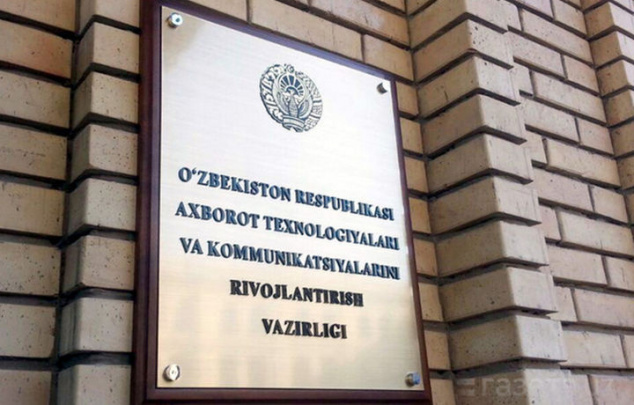 O‘ZBEKISTON RESPUBLIKASI
AXBOROT TEXNOLOGIYALARI
VA KOMMUNIKATSIYALARINI
RIVOJLANTIRISH
VAZIRLIGI